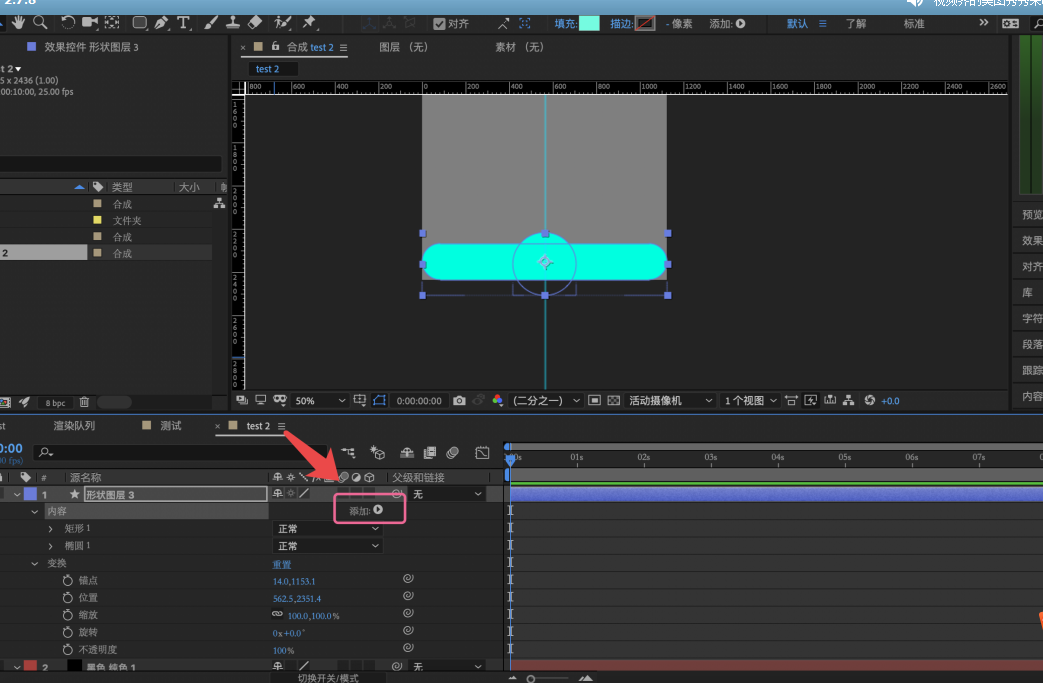 对齐 填充: 描边: - 像素 添加: 默认 了解 标准
效果控件 形状图层 3
合成 test 2 图层 (无) 素材 (无)
test 2
5 x 2436 (1.00)
:00:10:00, 25.00 fps
800 600 400 200 0 200 400 600 800 1000 1200 1400 1600 1800 2000 2200 2400 2600
1600
1800
2000
2200
2400
2600
2800
类型 大小
合成
文件夹
合成
2 合成
预览
效果
对齐
库
字符
段落
跟踪
内容
8 bpc 50% 0:00:00:00 (二分之一) 活动摄像机 1 个视图 +0.0
st 渲染队列 测试 test 2
0:00
00 fps)
:00s 01s 02s 03s 04s 05s 06s 07s
# 源名称 父级和链接
1 形状图层 3 无
内容 添加:
矩形 1 正常
椭圆 1 正常
变换 重置
锚点 14.0,1153.1
位置 562.5,2351.4
缩放 100.0,100.0%
旋转 0x+0.0°
不透明度 100%
2 黑色 纯色 1 无
切换开关/模式